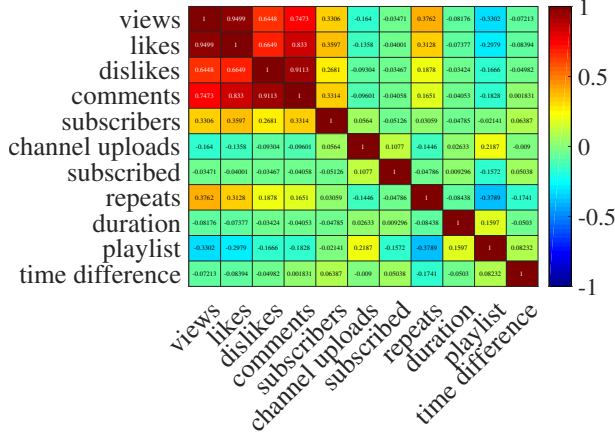 views 1 0.9499 0.6448 0.7473 0.3306 -0.164 -0.03471 0.3762 -0.08176 -0.3302 -0.07213
likes 0.9499 1 0.6649 0.833 0.3597 -0.1358 -0.04001 0.3128 -0.07377 -0.2979 -0.08394
dislikes 0.6448 0.6649 1 0.9113 0.2681 -0.09304 -0.03467 0.1878 -0.03424 -0.1666 -0.04982
comments 0.7473 0.833 0.9113 1 0.3314 -0.09601 -0.04058 0.1651 -0.04053 -0.1828 0.001831
subscribers 0.3306 0.3597 0.2681 0.3314 1 0.0564 -0.05126 0.03059 -0.04785 -0.02141 0.06387
channel uploads -0.164 -0.1358 -0.09304 -0.09601 0.0564 1 0.1077 -0.1446 0.02633 0.2187 -0.009
subscribed -0.03471 -0.04001 -0.03467 -0.04058 -0.05126 0.1077 1 -0.04786 0.009296 -0.1572 0.05038
repeats 0.3762 0.3128 0.1878 0.1651 0.03059 -0.1446 -0.04786 1 -0.08438 -0.3789 -0.1741
duration -0.08176 -0.07377 -0.03424 -0.04053 -0.04785 0.02633 0.009296 -0.08438 1 0.1597 -0.0503
playlist -0.3302 -0.2979 -0.1666 -0.1828 -0.02141 0.2187 -0.1572 -0.3789 0.1597 1 0.08232
time difference -0.07213 -0.08394 -0.04982 0.001831 0.06387 -0.009 0.05038 -0.1741 -0.0503 0.08232 1
views
likes
dislikes
comments
subscribers
channel uploads
subscribed
repeats
duration
playlist
time difference
1
0.5
0
-0.5
-1